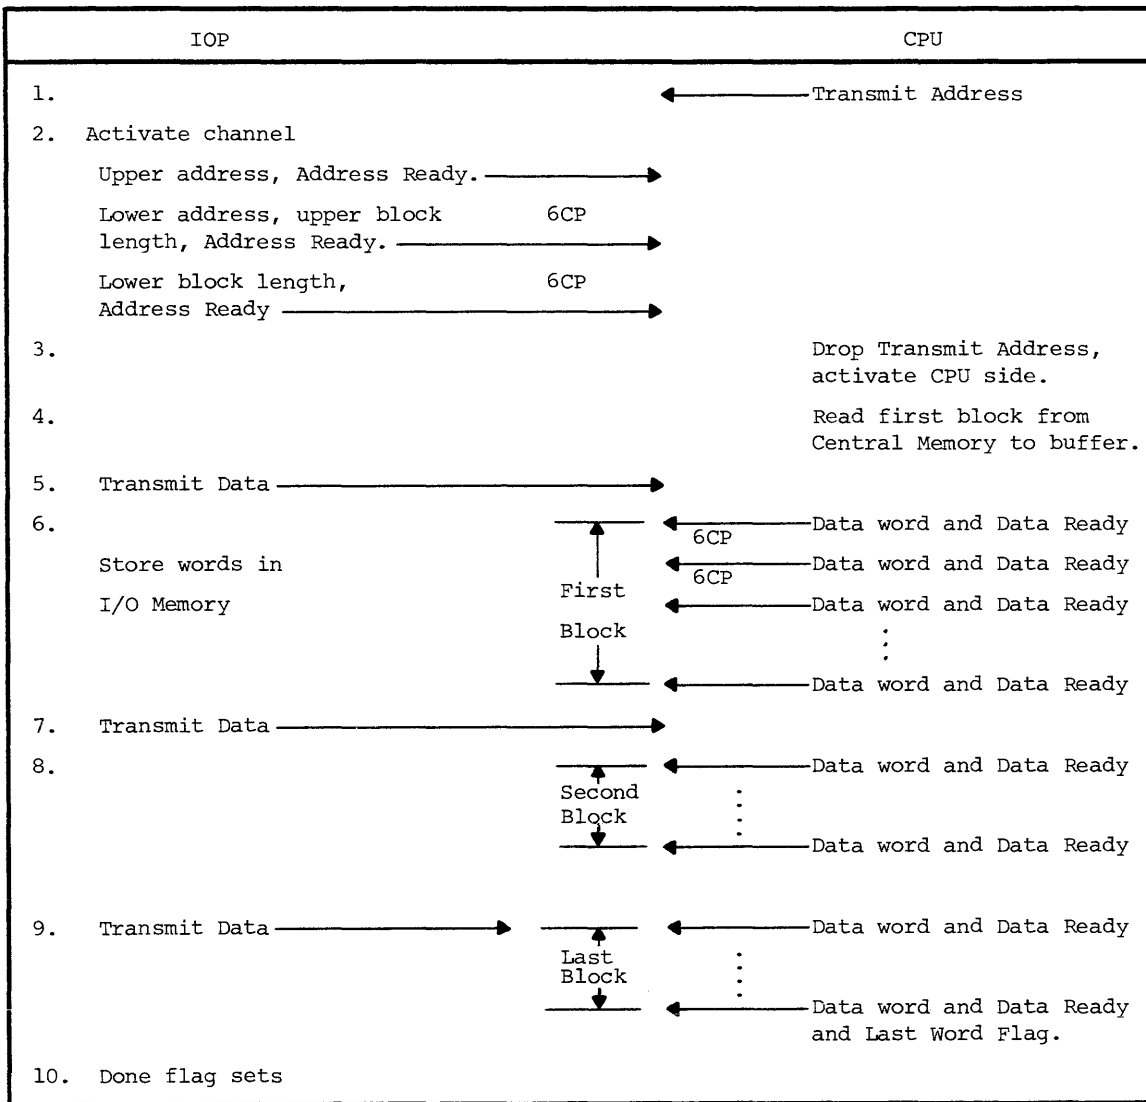 IOP CPU
1. Transmit Address
2. Activate channel
Upper address, Address Ready.
Lower address, upper block 6CP
length, Address Ready.
Lower block length, 6CP
Address Ready
3. Drop Transmit Address,
activate CPU side.
4. Read first block from
Central Memory to buffer.
5. Transmit Data
6. Data word and Data Ready
6CP
Store words in Data word and Data Ready
6CP
First
I/O Memory Data word and Data Ready
Block
Data word and Data Ready
7. Transmit Data
8. Data word and Data Ready
Second
Block
Data word and Data Ready
9. Transmit Data Data word and Data Ready
Last
Block
Data word and Data Ready
and Last Word Flag.
10. Done flag sets